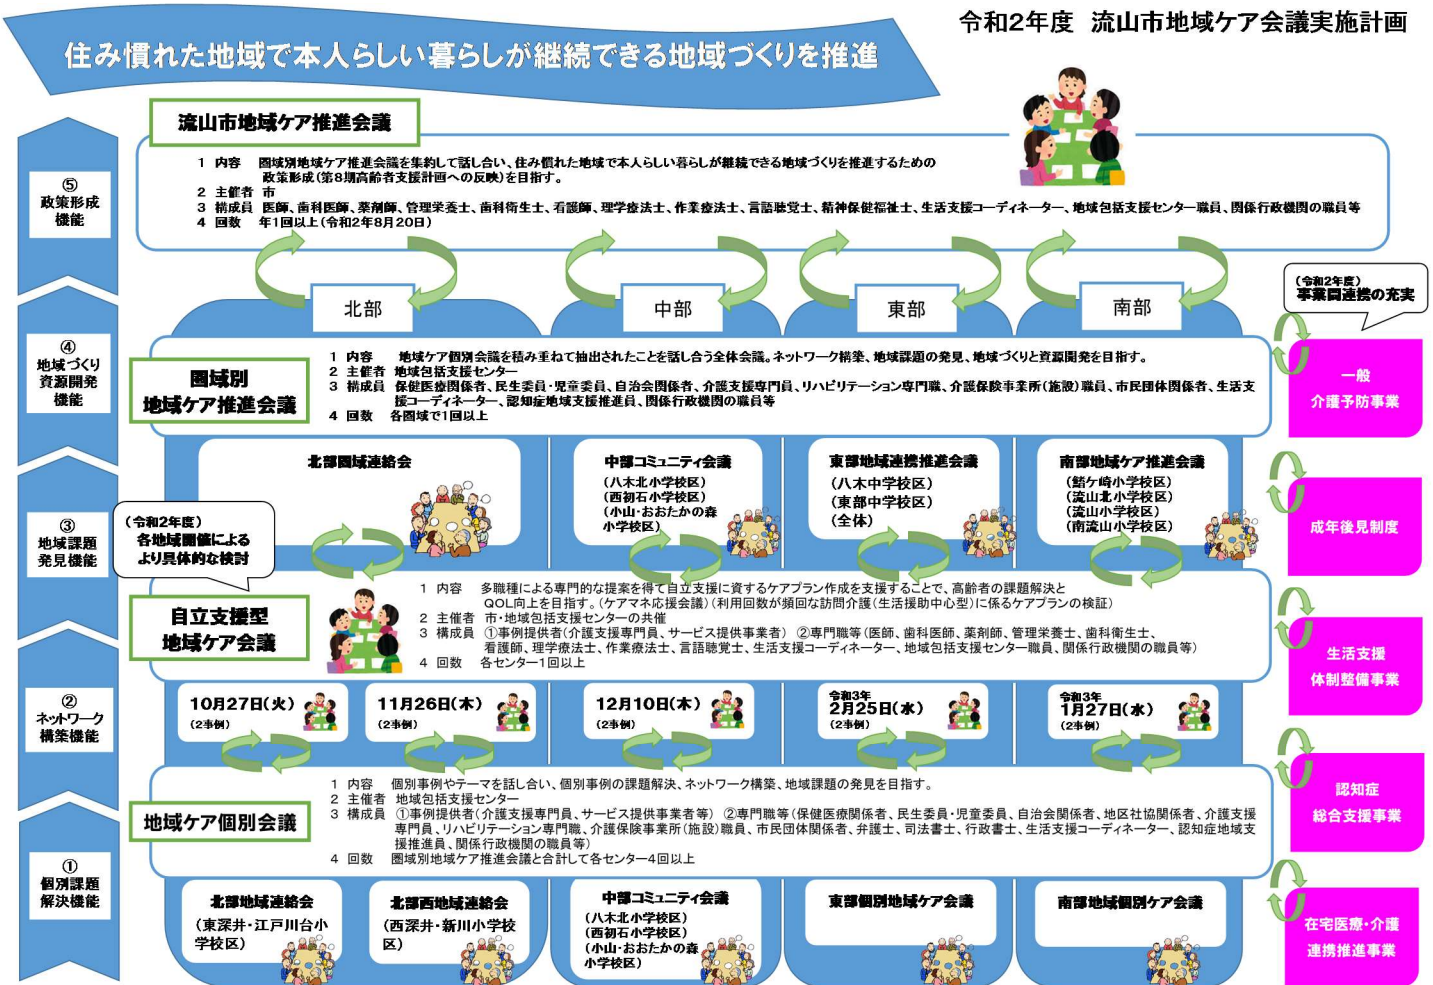 令和2年度 流山市地域ケア会議実施計画
住み慣れた地域で本人らしい暮らしが継続できる地域づくりを推進
流山市地域ケア推進会議
1 内容 圏域別地域ケア推進会議を集約して話し合い、住み慣れた地域で本人らしい暮らしが継続できる地域づくりを推進するための
政策形成(第8期高齢者支援計画への反映)を目指す。
2 主催者 市
3 構成員 医師、歯科医師、薬剤師、管理栄養士、歯科衛生士、看護師、理学療法士、作業療法士、言語聴覚士、精神保健福祉士、生活支援コーディネーター、地域包括支援センター職員、関係行政機関の職員等
4 回数 年1回以上(令和2年8月20日)
⑤
政策形成
機能
④
地域づくり
資源開発
機能
③
地域課題
発見機能
②
ネットワーク
構築機能
①
個別課題
解決機能
北部
中部
東部
南部
(令和2年度)
事業間連携の充実
圏域別
地域ケア推進会議
1 内容 地域ケア個別会議を積み重ねて抽出されたことを話し合う全体会議。ネットワーク構築、地域課題の発見、地域づくりと資源開発を目指す。
2 主催者 地域包括支援センター
3 構成員 保健医療関係者、民生委員・児童委員、自治会関係者、介護支援専門員、リハビリテーション専門職、介護保険事業所(施設)職員、市民団体関係者、生活支
援コーディネーター、認知症地域支援推進員、関係行政機関の職員等
4 回数 各圏域で1回以上
北部圏域連絡会
中部コミュニティ会議
(八木北小学校区)
(西初石小学校区)
(小山・おおたかの森
小学校区)
東部地域連携推進会議
(八木中学校区)
(東部中学校区)
(全体)
南部地域ケア推進会議
(鰭ケ崎小学校区)
(流山北小学校区)
(流山小学校区)
(南流山小学校区)
(令和2年度)
各地域開催による
より具体的な検討
自立支援型
地域ケア会議
1 内容 多職種による専門的な提案を得て自立支援に資するケアプラン作成を支援することで、高齢者の課題解決と
QOL向上を目指す。(ケアマネ応援会議)(利用回数が頻回な訪問介護(生活援助中心型)に係るケアプランの検証)
2 主催者 市・地域包括支援センターの共催
3 構成員 ①事例提供者(介護支援専門員、サービス提供事業者) ②専門職等(医師、歯科医師、薬剤師、管理栄養士、歯科衛生士、
看護師、理学療法士、作業療法士、言語聴覚士、生活支援コーディネーター、地域包括支援センター職員、関係行政機関の職員等)
4 回数 各センター1回以上
10月27日(火)
(2事例)
11月26日(木)
(2事例)
12月10日(木)
(2事例)
令和3年
2月25日(水)
(2事例)
令和3年
1月27日(水)
(2事例)
地域ケア個別会議
1 内容 個別事例やテーマを話し合い、個別事例の課題解決、ネットワーク構築、地域課題の発見を目指す。
2 主催者 地域包括支援センター
3 構成員 ①事例提供者(介護支援専門員、サービス提供事業者等) ②専門職等(保健医療関係者、民生委員・児童委員、自治会関係者、地区社協関係者、介護支援
専門員、リハビリテーション専門職、介護保険事業所(施設)職員、市民団体関係者、弁護士、司法書士、行政書士、生活支援コーディネーター、認知症地域支
援推進員、関係行政機関の職員等)
4 回数 圏域別地域ケア推進会議と合計して各センター4回以上
北部地域連絡会
(東深井・江戸川台小
学校区)
北部西地域連絡会
(西深井・新川小学校
区)
中部コミュニティ会議
(八木北小学校区)
(西初石小学校区)
(小山・おおたかの森
小学校区)
東部個別地域ケア会議
南部地域個別ケア会議
一般
介護予防事業
成年後見制度
生活支援
体制整備事業
認知症
総合支援事業
在宅医療・介護
連携推進事業